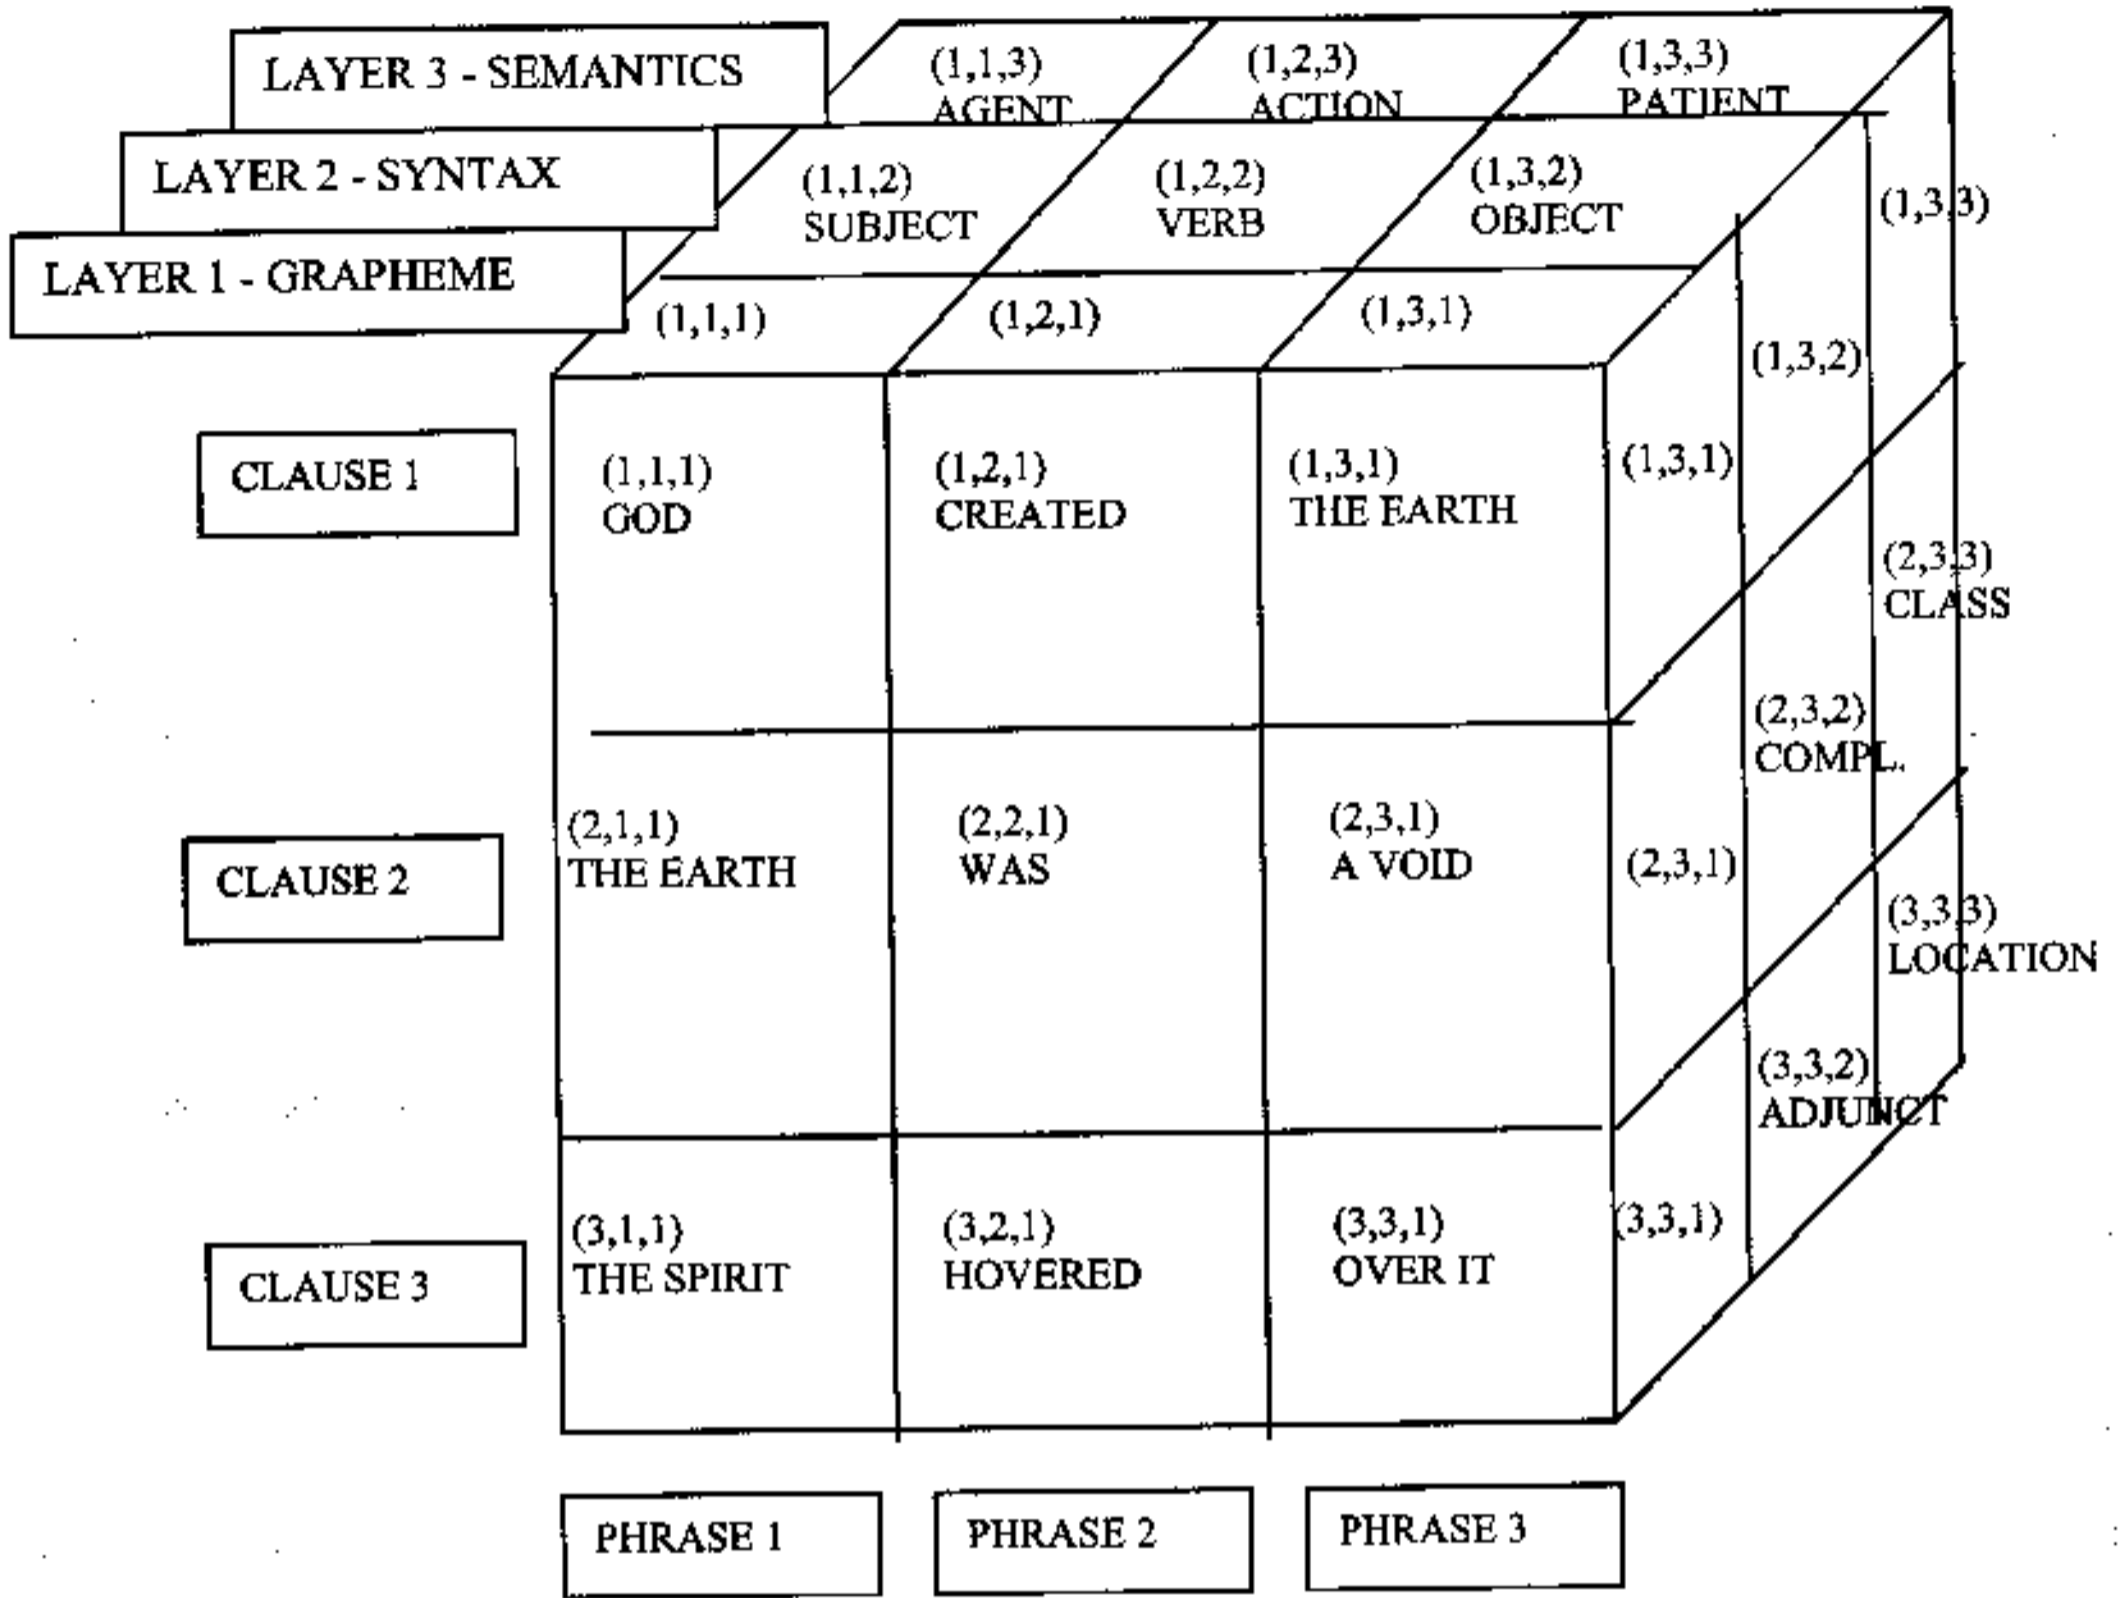 LAYER 3 - SEMANTICS
(1,1,3)
AGENT
(1,2,3)
ACTION
(1,3,3)
PATIENT
LAYER 2 - SYNTAX
(1,1,2)
SUBJECT
(1,2,2)
VERB
(1,3,2)
OBJECT
(1,3,3)
LAYER 1 - GRAPHEME
(1,1,1)
(1,2,1)
(1,3,1)
(1,3,2)
CLAUSE 1
(1,1,1)
GOD
(1,2,1)
CREATED
(1,3,1)
THE EARTH
(1,3,1)
(2,3,3)
CLASS
(2,3,2)
COMPL.
CLAUSE 2
(2,1,1)
THE EARTH
(2,2,1)
WAS
(2,3,1)
A VOID
(2,3,1)
(3,3,3)
LOCATION
(3,3,2)
ADJUNCT
CLAUSE 3
(3,1,1)
THE SPIRIT
(3,2,1)
HOVERED
(3,3,1)
OVER IT
(3,3,1)
PHRASE 1
PHRASE 2
PHRASE 3